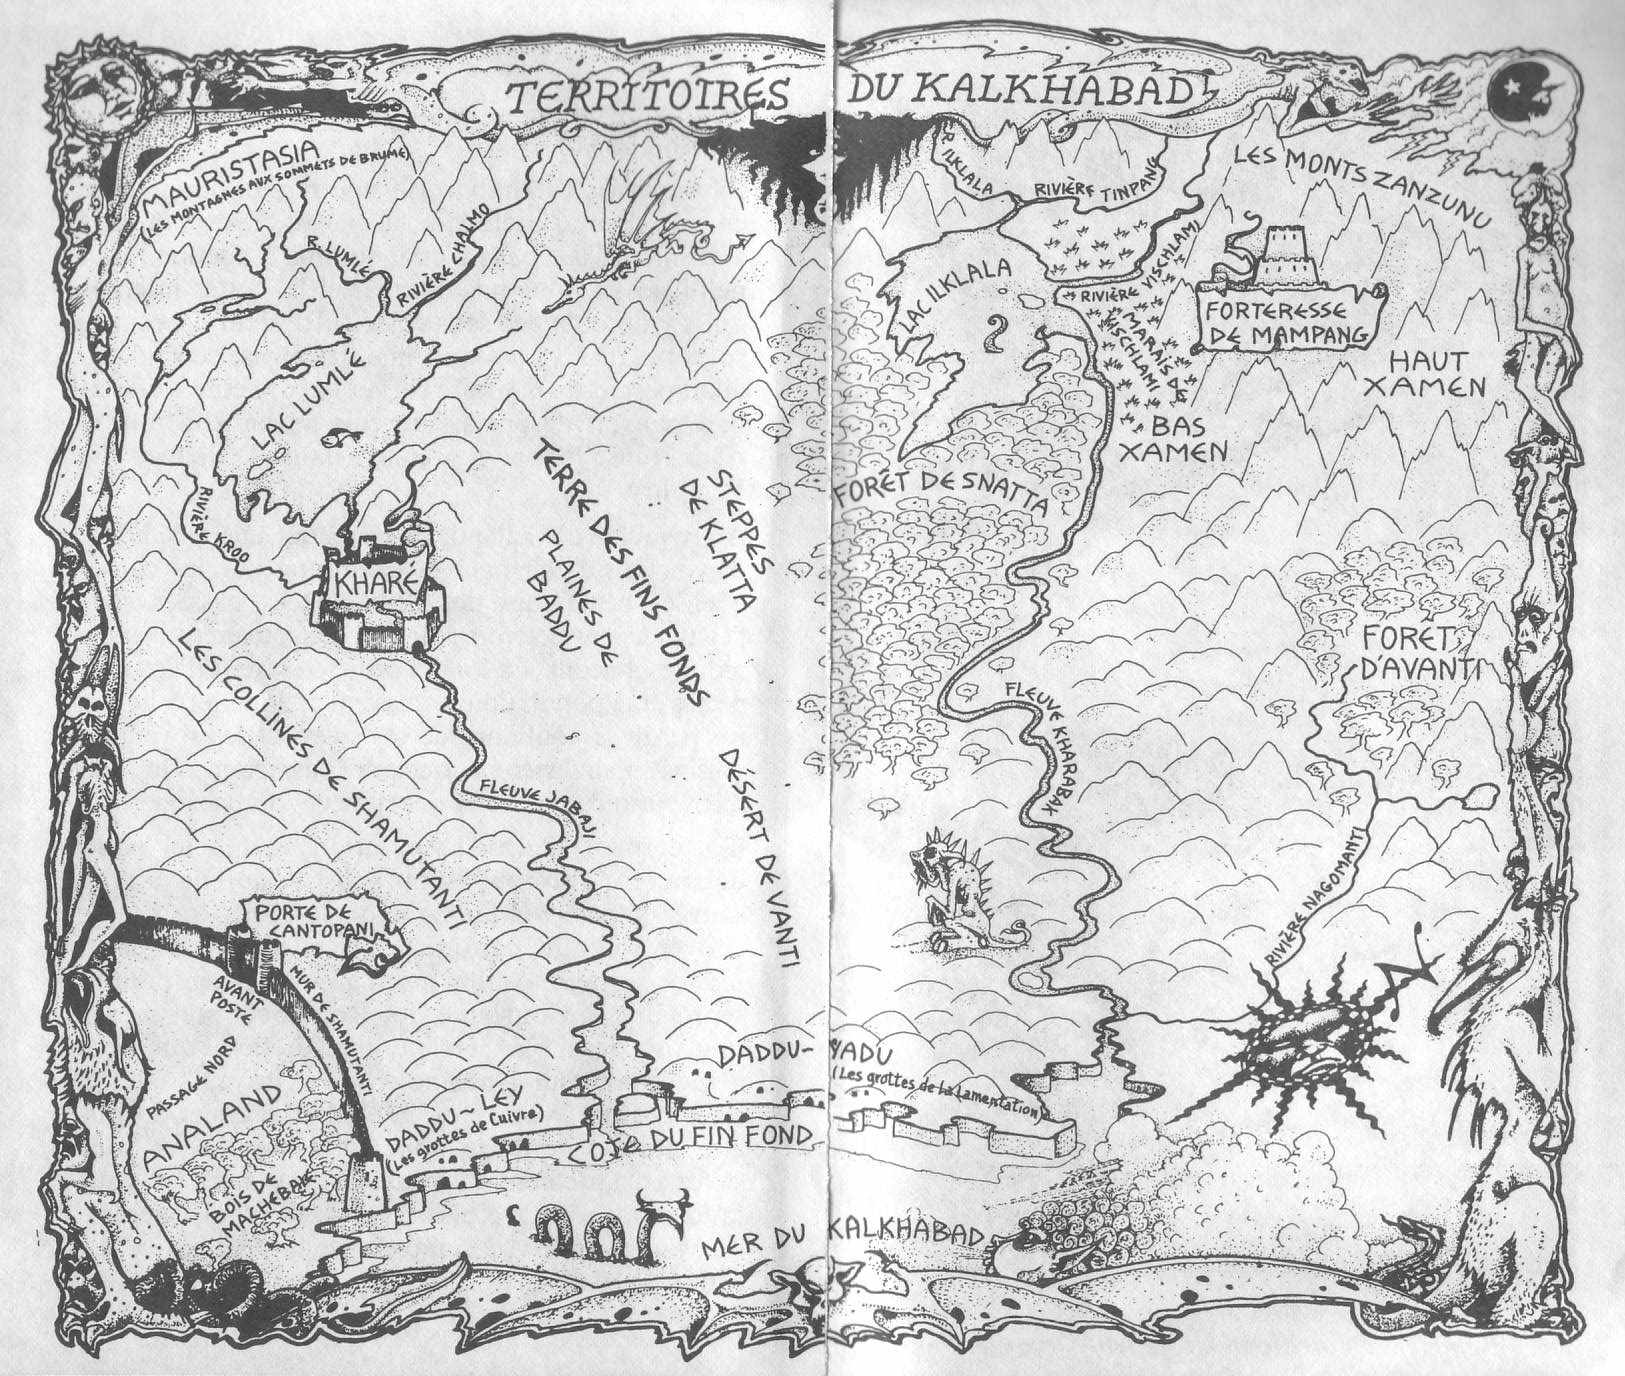 TERRITOIRES DU KALKHABAD
MAURISTASIA
(LES MONTAGNES AUX SOMMETS DE BRUME)
R. LUMLÉ
RIVIÈRE CHALMO
R. ILKLALA
RIVIÈRE TINPANG
LES MONTS ZANZUNU
LAC ILKLALA
RIVIÈRE VISCHLAMI
MARAIS DE
VISCHLAMI
FORTERESSE
DE MAMPANG
HAUT
XAMEN
BAS
XAMEN
LAC LUMLÉ
RIVIÈRE KROO
KHARÉ
TERRE DES FINS FONDS
PLAINES DE
BADDU
STEPPES
DE KLATTA
FORÊT DE SNATTA
FORÊT
D'AVANTI
LES COLLINES DE SHAMUTANTI
FLEUVE JABAJI
DÉSERT DE VANTI
FLEUVE KHARABAK
RIVIÈRE NAGOMANTI
PORTE DE
CANTOPANI
AVANT
POSTE
MUR DE SHAMUTANTI
PASSAGE NORD
ANALAND
BOIS DE
MACHEBAIE
DADDU-LEY
(Les grottes de Cuivre)
DADDU-YADU
(Les grottes de la Lamentation)
COTE DU FIN FOND
MER DU KALKHABAD